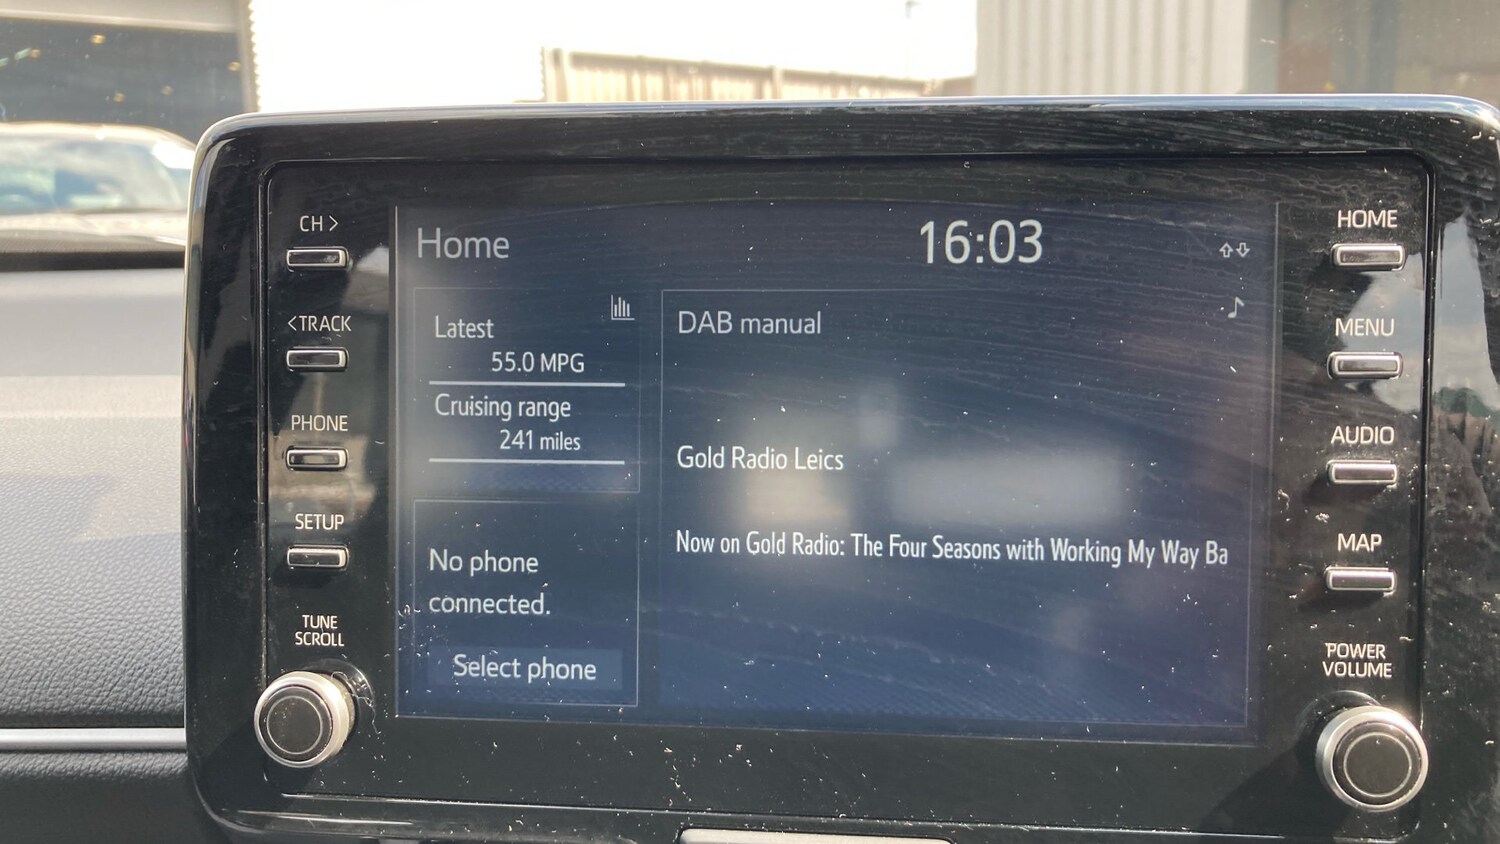 CH >
<TRACK
PHONE
SETUP
TUNE
SCROLL
Home
16:03
Latest
55.0 MPG
Cruising range
241 miles
No phone
connected.
Select phone
DAB manual
Gold Radio Leics
Now on Gold Radio: The Four Seasons with Working My Way Ba
HOME
MENU
AUDIO
MAP
POWER
VOLUME